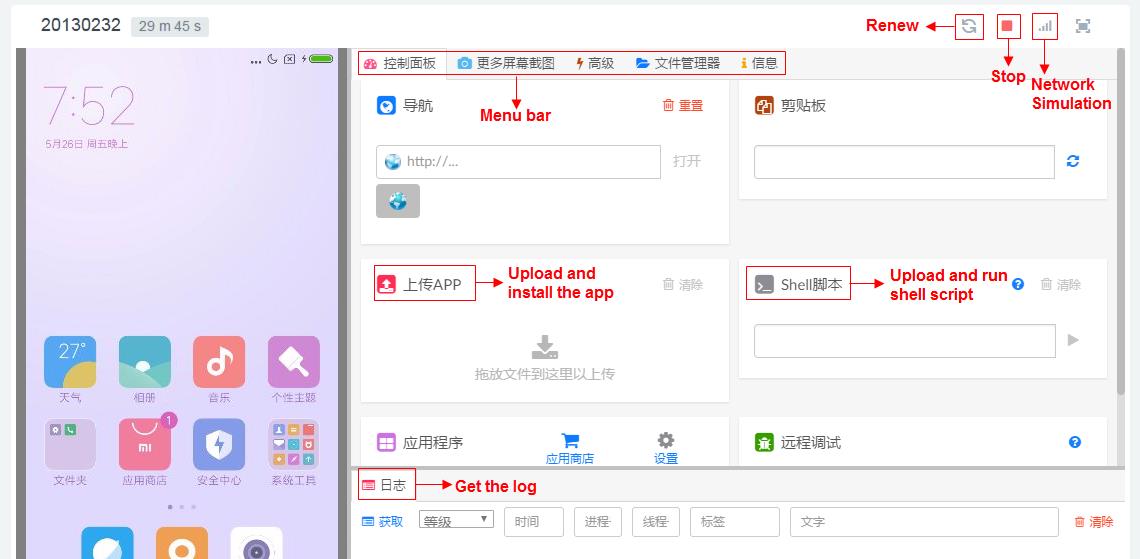 20130232 29 m 45 s
Renew
Stop
Network
Simulation
控制面板 更多屏幕截图 高级 文件管理器 信息
Menu bar
7:52
5月26日 周五晚上
导航 重置
http://... 打开
剪贴板
上传APP 清除
Upload and
install the app
拖放文件到这里以上传
Shell脚本 清除
Upload and run
shell script
应用程序 应用商店 设置
远程调试
27°
天气 相册 音乐 个性主题
1
MI
文件夹 应用商店 安全中心 系统工具
日志
Get the log
获取 等级 时间 进程 线程 标签 文字 清除